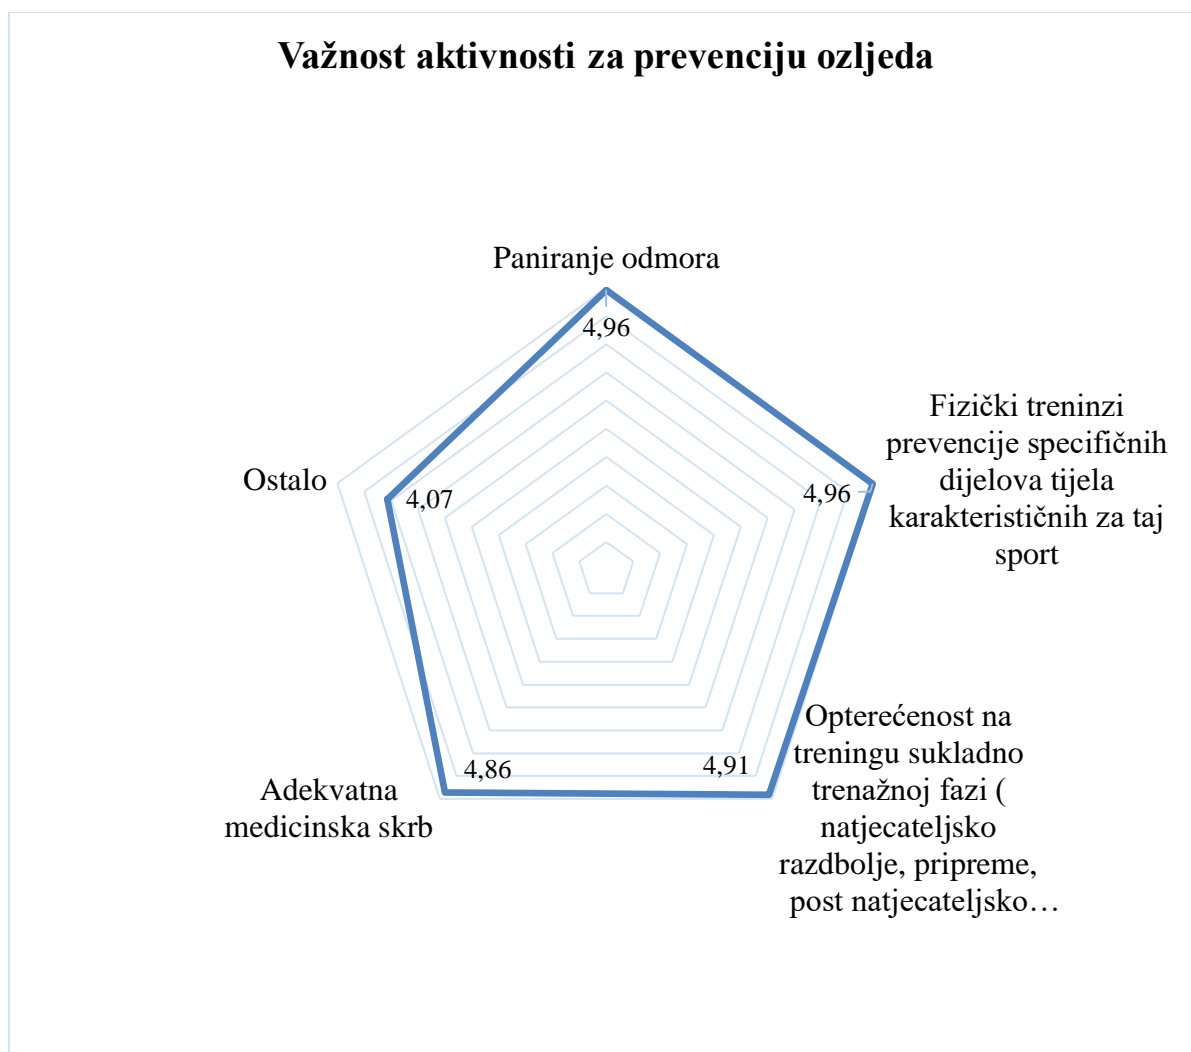 Važnost aktivnosti za prevenciju ozljeda
Paniranje odmora
4,96
Fizički treninzi
prevencije specifičnih
dijelova tijela
karakterističnih za taj
sport
4,96
Opterećenost na
treningu sukladno
trenažnoj fazi (
natjecateljsko
razdbolje, pripreme,
post natjecateljsko…
4,91
Adekvatna
medicinska skrb
4,86
Ostalo
4,07